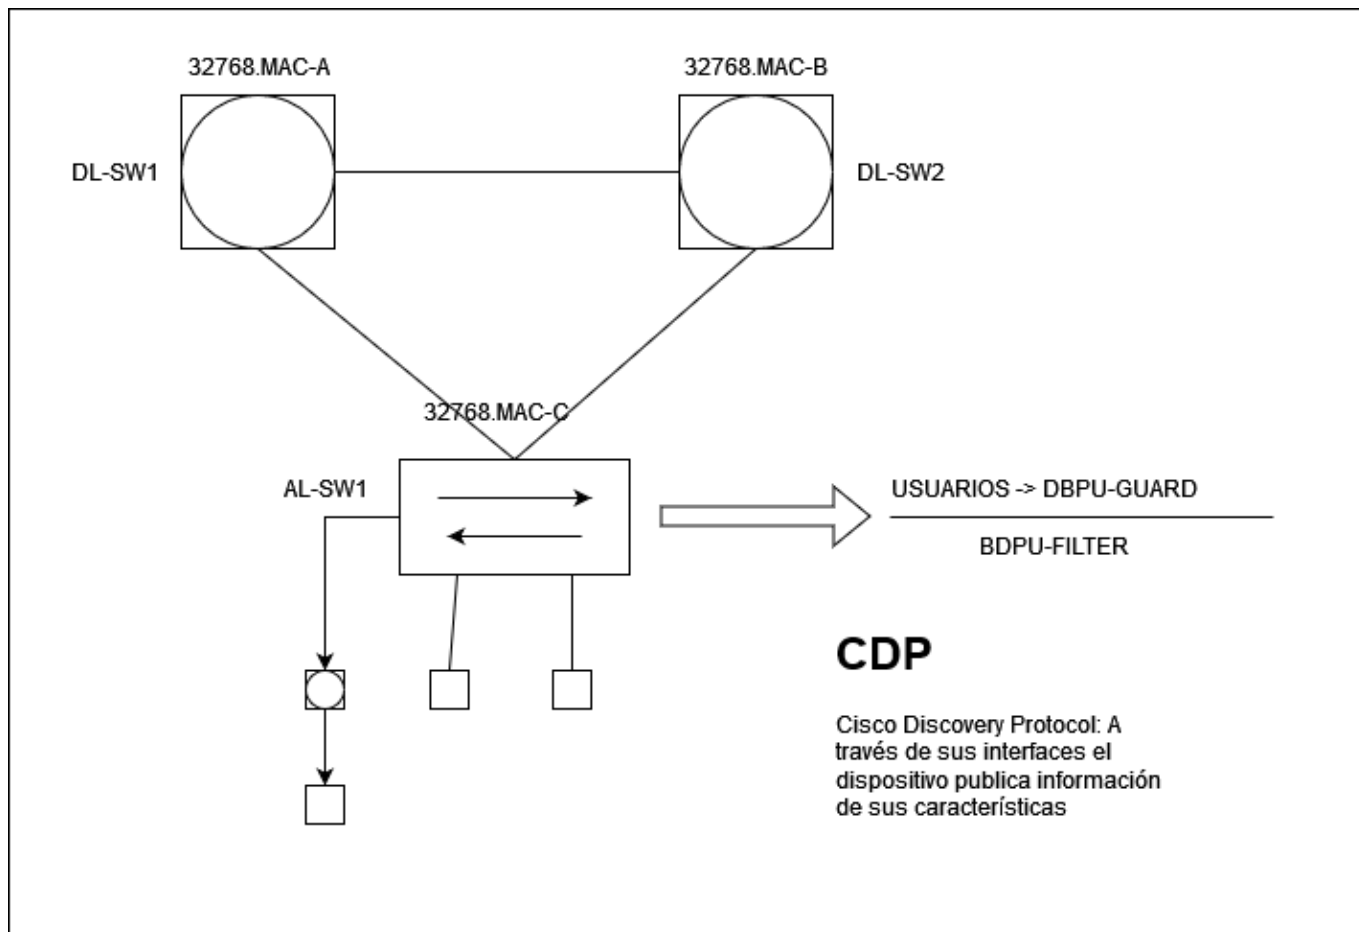 32768.MAC-A
32768.MAC-B
DL-SW1
DL-SW2
32768.MAC-C
AL-SW1
USUARIOS -> DBPU-GUARD
BDPU-FILTER
CDP
Cisco Discovery Protocol: A
través de sus interfaces el
dispositivo publica información
de sus características